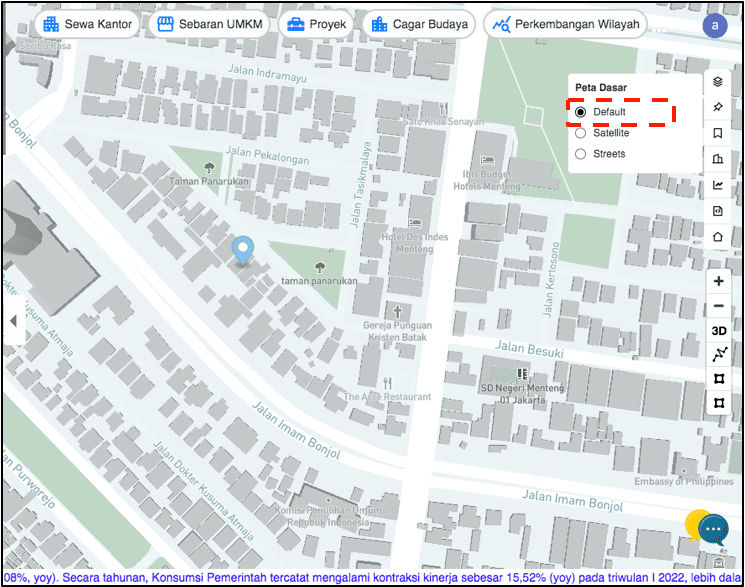 Sewa Kantor
Sebaran UMKM
Proyek
Cagar Budaya
Perkembangan Wilayah
a
Seribu Rasa
Jalan Indramayu
Peta Dasar
Default
Satellite
Streets
Sate Khas Senayan
Bonjol
Jalan Pekalongan
Taman Panarukan
Jalan Tasikmalaya
Ibis Budget
Hotels Menteng
Hotel Des Indes
Menteng
taman panarukan
Jalan Kertosono
3D
Dokter Kusuma Atmaja
Gereja Punguan
Kristen Batak
Jalan Besuki
SD Negeri Menteng
01 Jakarta
The Acre Restaurant
Jalan Imam Bonjol
Jalan Dokter Kusuma Atmaja
Purworejo
Embassy of Philippines
Jalan Imam Bonjol
Komisi Pemilihan Umum
Republik Indonesia
08%, yoy). Secara tahunan, Konsumsi Pemerintah tercatat mengalami kontraksi kinerja sebesar 15,52% (yoy) pada triwulan I 2022, lebih dala